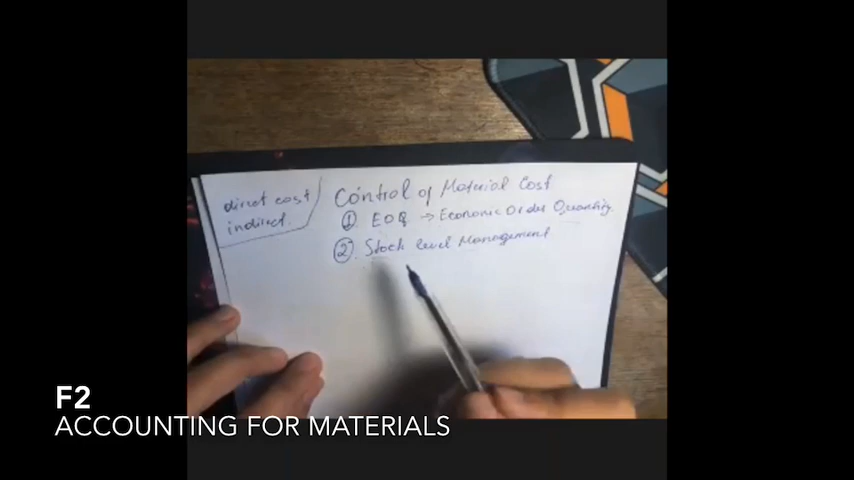 direct cost
indirect.
Control of Material Cost
① EOQ → Economic Order Quantity.
②. Stock level Management
F2
ACCOUNTING FOR MATERIALS